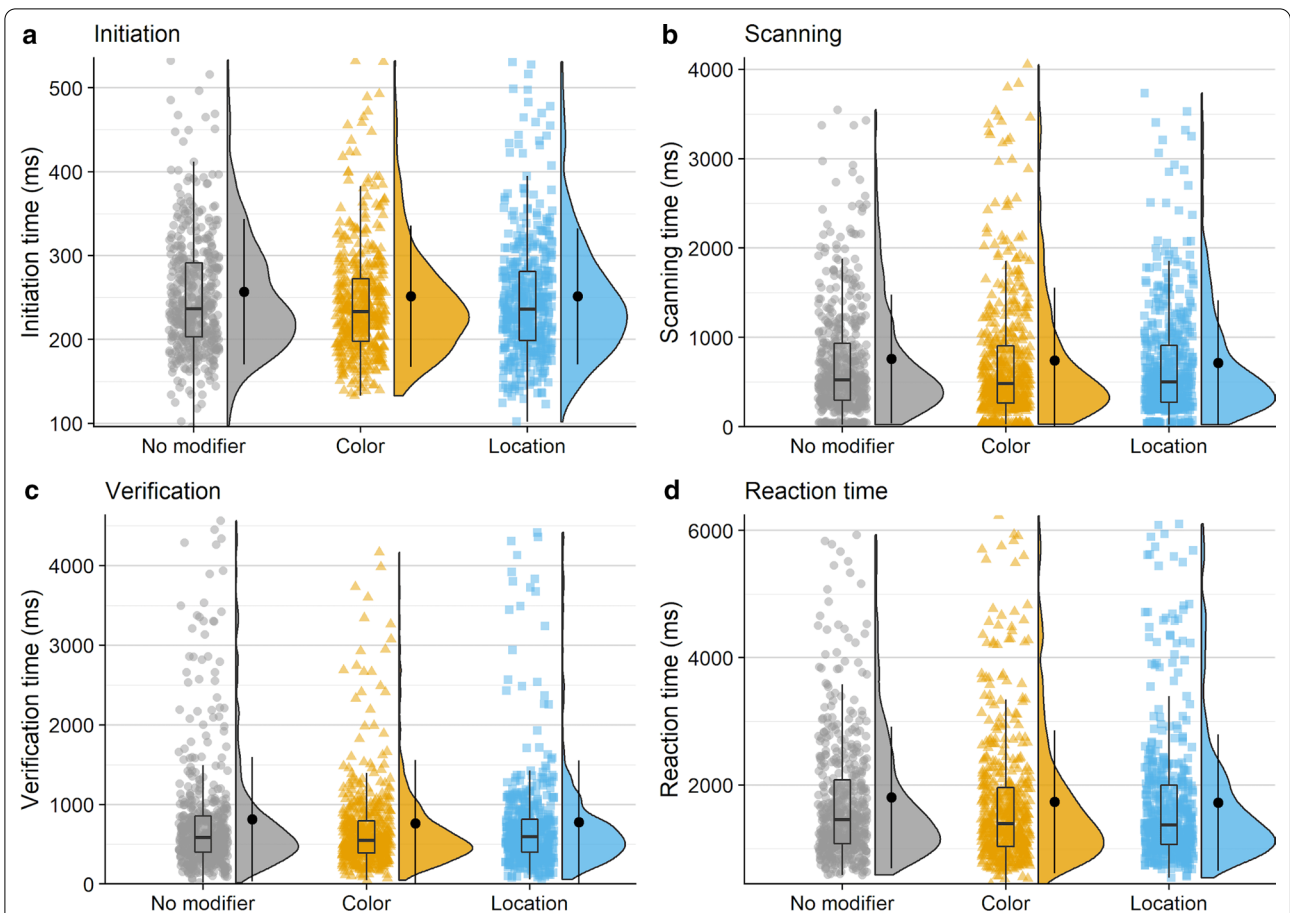 a Initiation
Initiation time (ms)
500
400
300
200
100
No modifier Color Location
b Scanning
Scanning time (ms)
4000
3000
2000
1000
0
No modifier Color Location
c Verification
Verification time (ms)
4000
3000
2000
1000
0
No modifier Color Location
d Reaction time
Reaction time (ms)
6000
4000
2000
No modifier Color Location